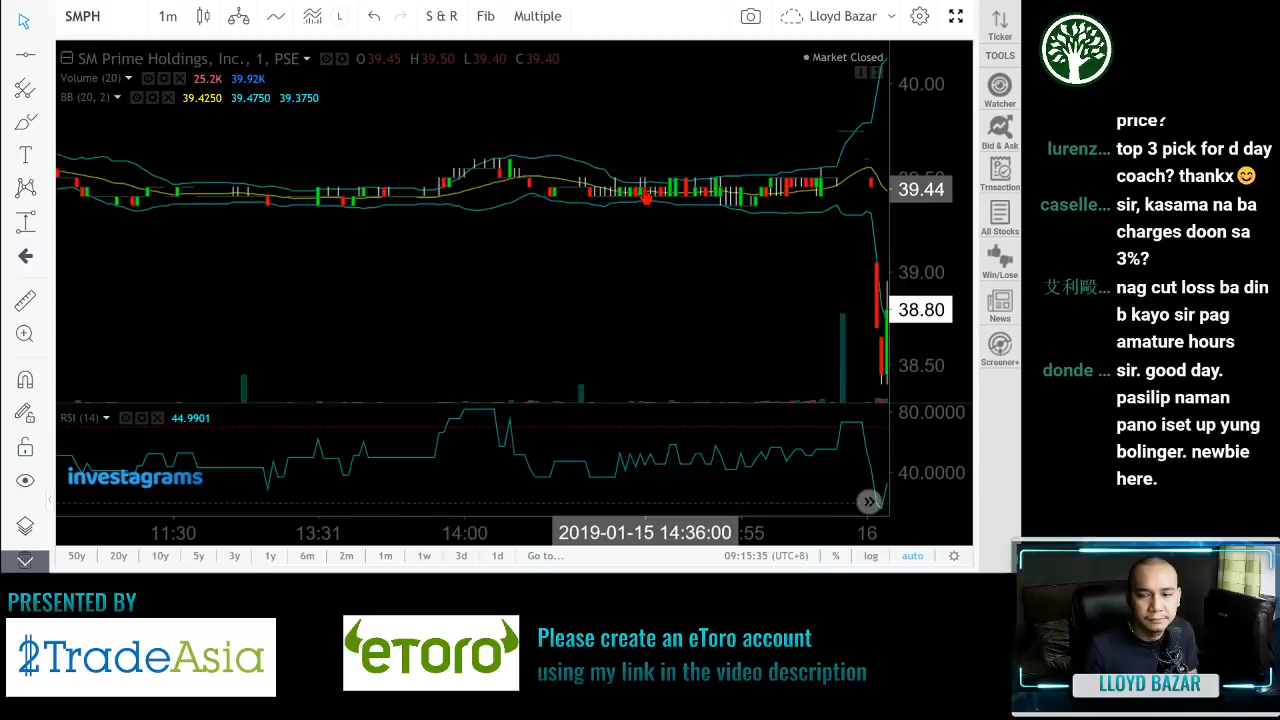 SMPH
1m
L
S & R
Fib
Multiple
Lloyd Bazar
SM Prime Holdings, Inc., 1, PSE
O39.45 H39.50 L39.40 C39.40
Market Closed
Volume (20)
25.2K 39.92K
BB (20, 2)
39.4250 39.4750 39.3750
40.00
39.44
39.00
38.80
38.50
RSI (14)
44.9901
80.0000
40.0000
investagrams
11:30
13:31
14:00
2019-01-15 14:36:00
:55
16
50y
20y
10y
5y
3y
1y
6m
2m
1m
1w
3d
1d
Go to...
09:15:35 (UTC+8)
%
log
auto
Ticker
TOOLS
Watcher
Bid & Ask
Trnsaction
All Stocks
Win/Lose
News
Screener+
price?
lurenz... top 3 pick for d day
coach? thankx 😊
caselle... sir, kasama na ba
charges doon sa
3%?
艾利毆... nag cut loss ba din
b kayo sir pag
amature hours
donde ... sir. good day.
pasilip naman
pano iset up yung
bolinger. newbie
here.
PRESENTED BY
2TradeAsia
eToro
Please create an eToro account
using my link in the video description
LLOYD BAZAR